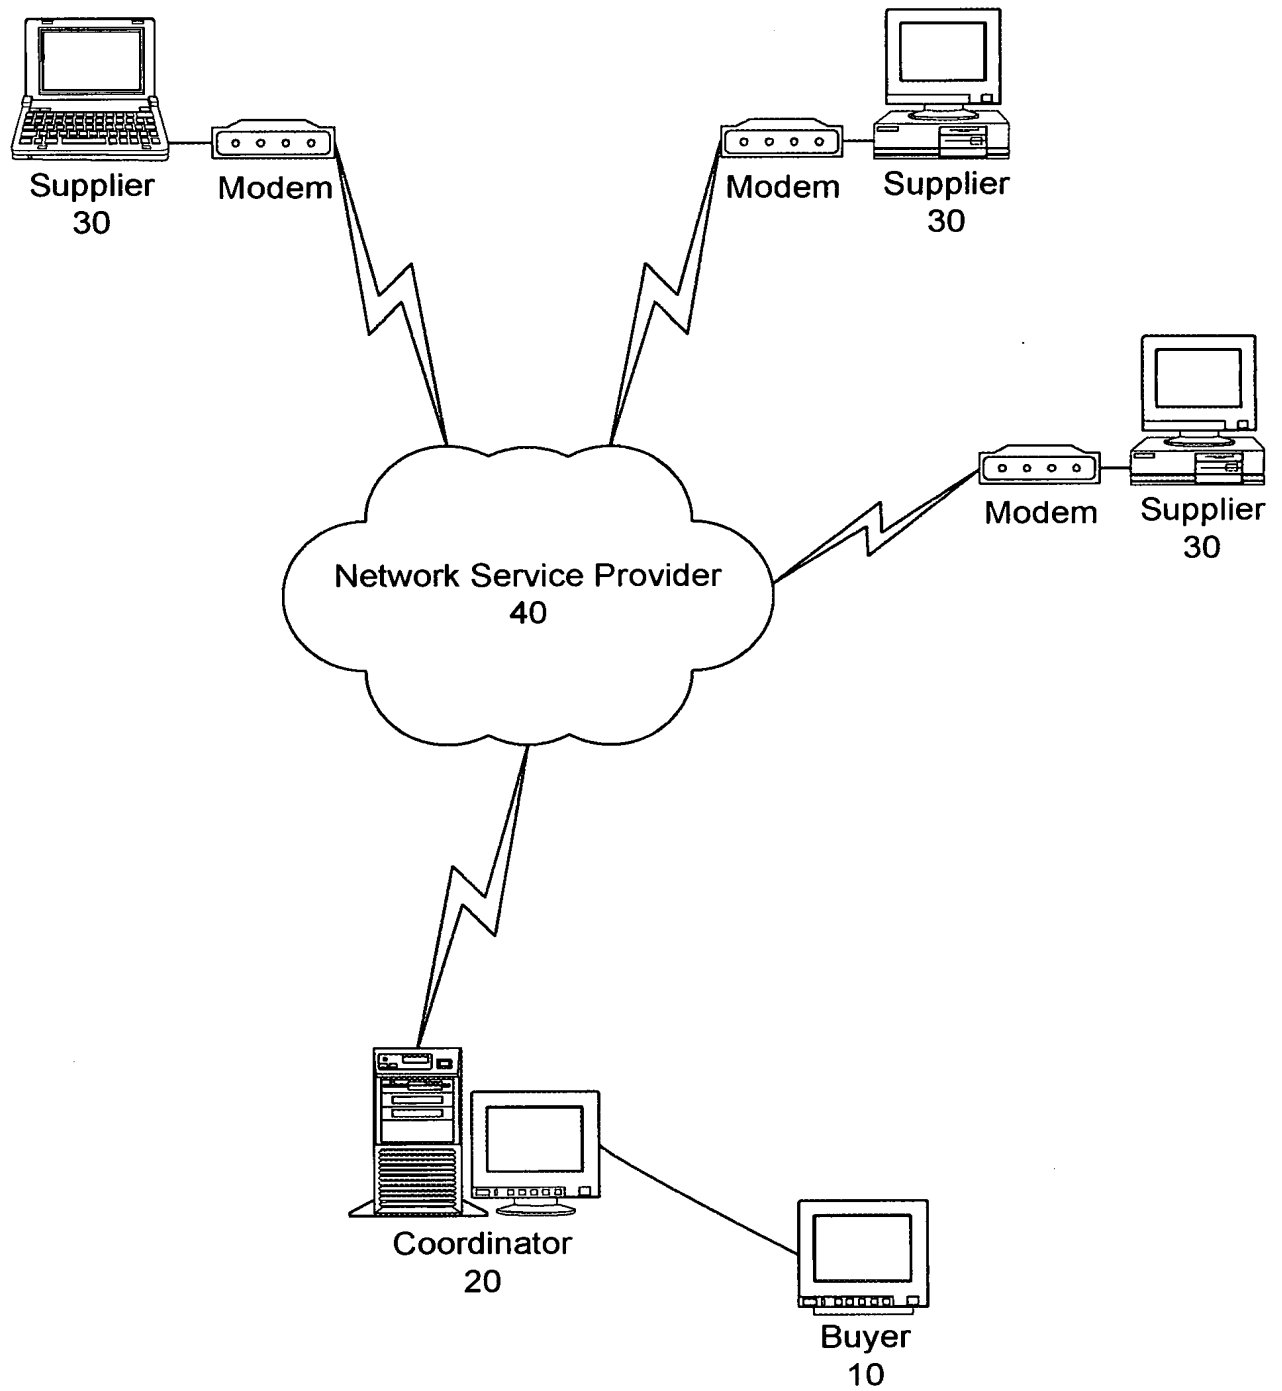 Supplier
30
Modem
Modem
Supplier
30
Modem
Supplier
30
Network Service Provider
40
Coordinator
20
Buyer
10